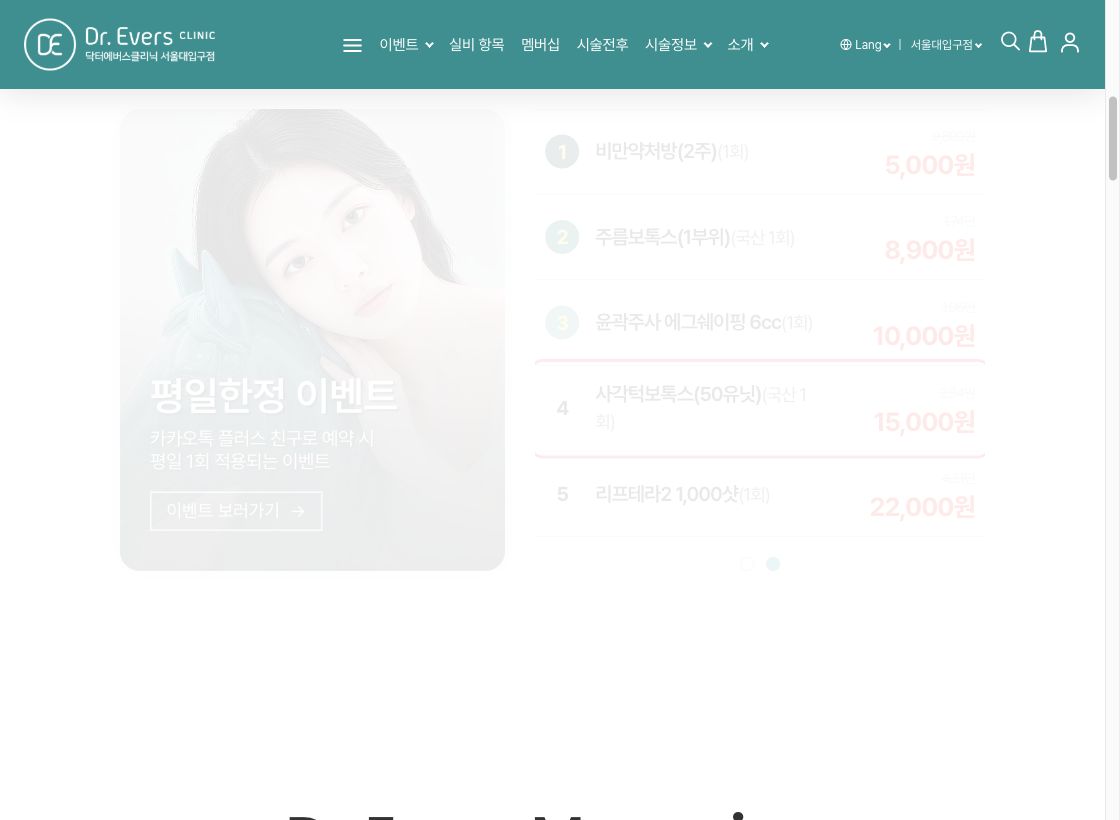 Dr. Evers CLINIC
닥터에버스클리닉 서울대입구점
이벤트 실비 항목 멤버십 시술전후 시술정보 소개
Lang | 서울대입구점
평일한정 이벤트
카카오톡 플러스 친구로 예약 시
평일 1회 적용되는 이벤트
이벤트 보러가기 →
1 비만약처방(2주)(1회)
5,000원
2 주름보톡스(1부위)(국산 1회)
8,900원
3 윤곽주사 에그쉐이핑 6cc(1회)
10,000원
4 사각턱보톡스(50유닛)(국산 1
회)
15,000원
5 리프테라2 1,000샷(1회)
22,000원